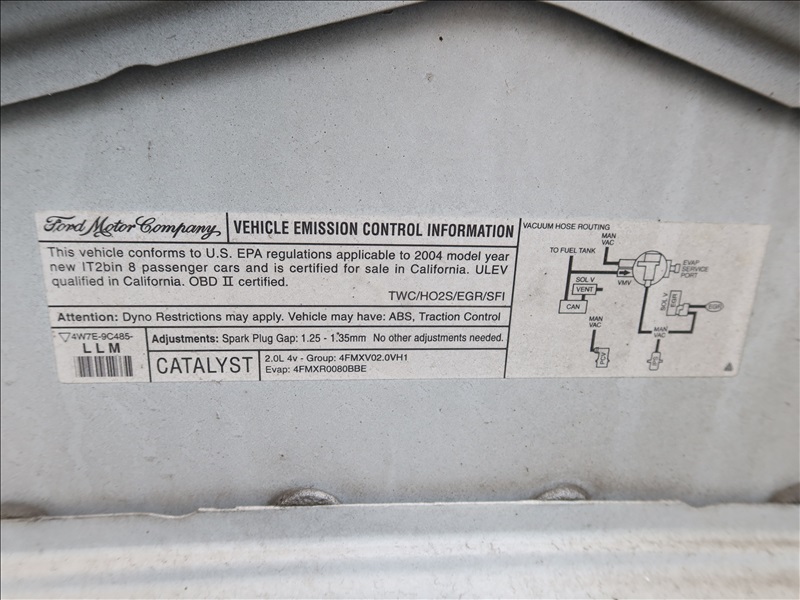 Ford Motor Company
VEHICLE EMISSION CONTROL INFORMATION
This vehicle conforms to U.S. EPA regulations applicable to 2004 model year
new IT2bin 8 passenger cars and is certified for sale in California. ULEV
qualified in California. OBD II certified.
TWC/HO2S/EGR/SFI
Attention: Dyno Restrictions may apply. Vehicle may have: ABS, Traction Control
4W7E-9C485-
LLM
Adjustments: Spark Plug Gap: 1.25 - 1.35mm No other adjustments needed.
CATALYST
2.0L 4v - Group: 4FMXV02.0VH1
Evap: 4FMXR0080BBE
VACUUM HOSE ROUTING
MAN
VAC
TO FUEL TANK
EVAP
SERVICE
PORT
SOL V
VENT
VMV
CAN
SOL V
EGR
EGR
MAN
VAC
MAN
VAC
PCV